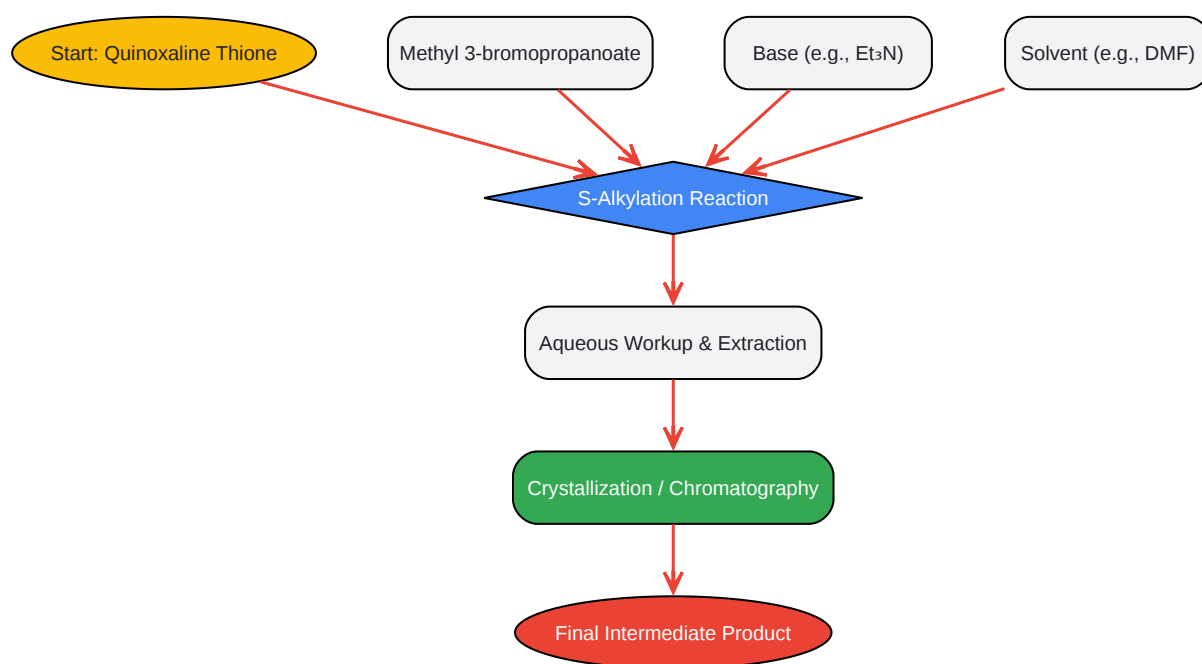 Start: Quinoxaline Thione
Methyl 3-bromopropanoate
Base (e.g., Et₃N)
Solvent (e.g., DMF)
S-Alkylation Reaction
Aqueous Workup & Extraction
Crystallization / Chromatography
Final Intermediate Product